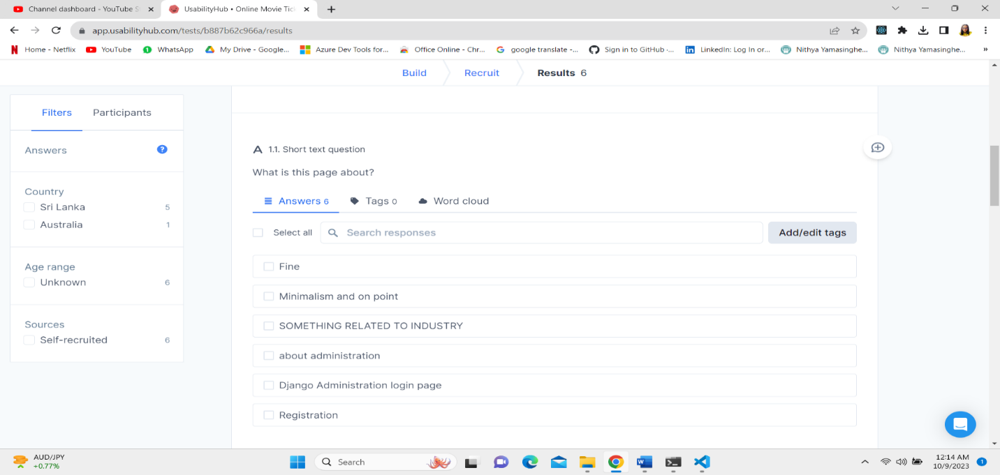 Channel dashboard - YouTube S
UsabilityHub • Online Movie Tic
app.usabilityhub.com/tests/b887b62c966a/results
Home - Netflix YouTube WhatsApp My Drive - Google... Azure Dev Tools for... Office Online - Chr... google translate -... Sign in to GitHub ·... LinkedIn: Log In or... Nithya Yamasinghe... Nithya Yamasinghe... »
Build Recruit Results 6
Filters Participants
Answers ?
Country
Sri Lanka 5
Australia 1
Age range
Unknown 6
Sources
Self-recruited 6
1.1. Short text question
What is this page about?
Answers 6 Tags 0 Word cloud
Select all Search responses Add/edit tags
Fine
Minimalism and on point
SOMETHING RELATED TO INDUSTRY
about administration
Django Administration login page
Registration
AUD/JPY
+0.77%
Search
12:14 AM
10/9/2023
1